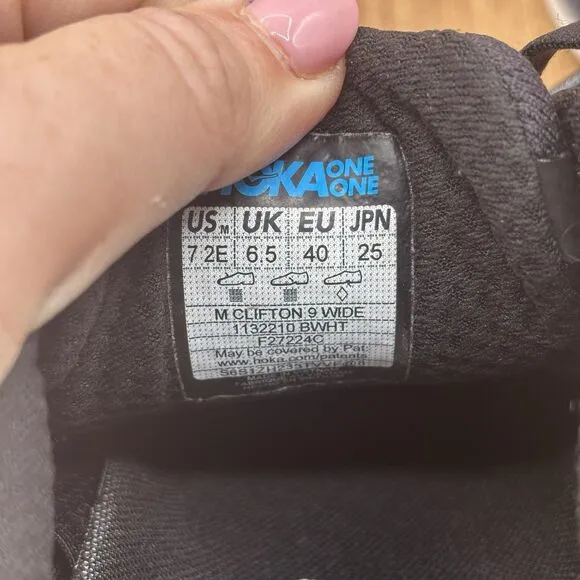 HOKA ONE ONE
US M UK EU JPN
7 2E 6 5 40 25
M CLIFTON 9 WIDE
1132210 BWHT
F27224C
May be covered by Pat.
www.hoka.com/patents